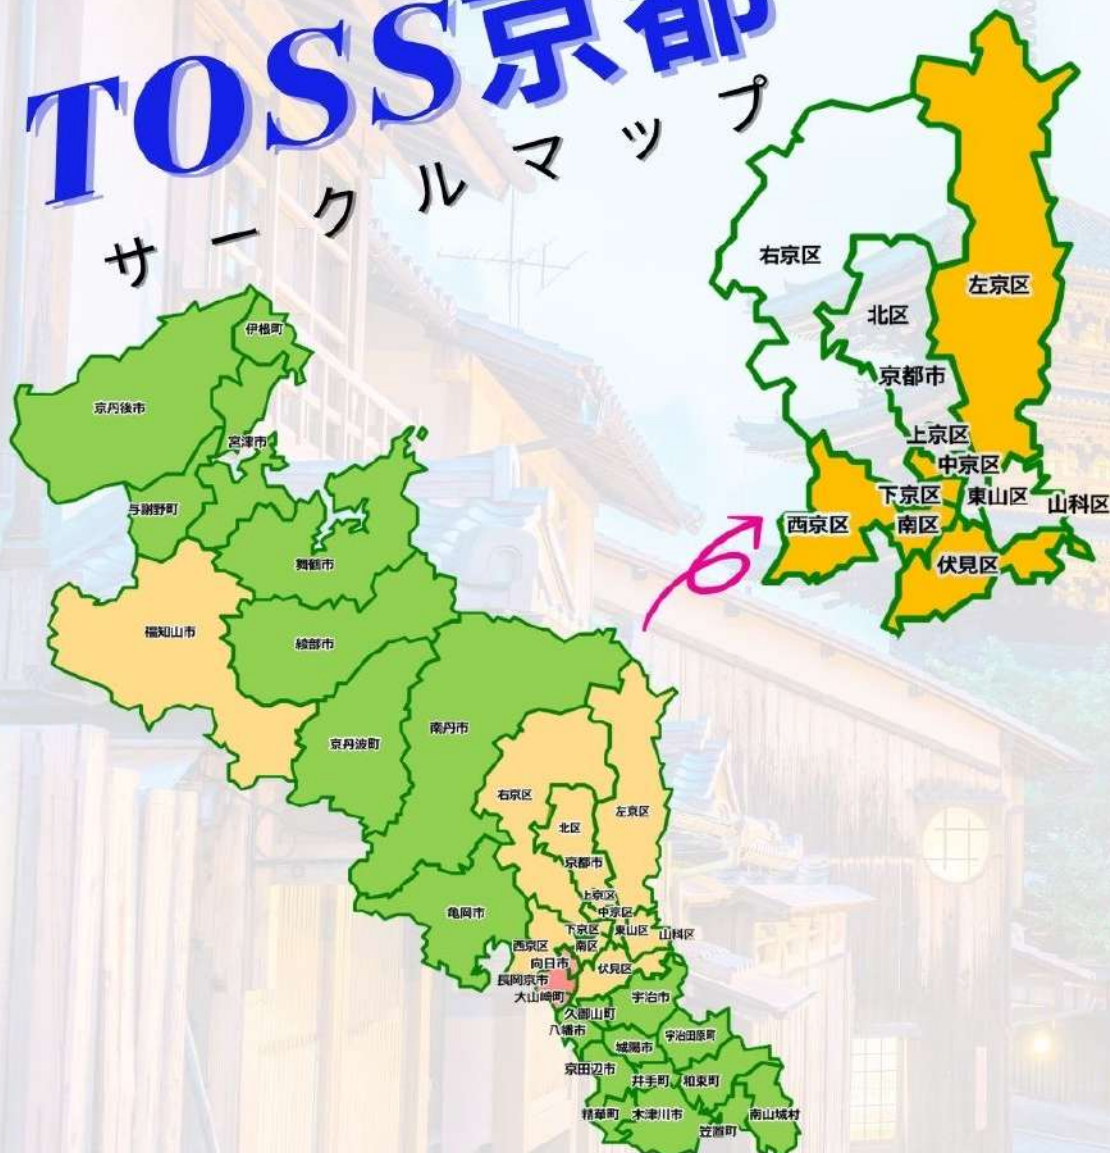 TOSS京都
サークルマップ
右京区
左京区
北区
京都市
上京区
中京区
下京区
東山区
山科区
西京区
南区
伏見区
伊根町
京丹後市
宮津市
与謝野町
舞鶴市
福知山市
綾部市
南丹市
京丹波町
右京区
左京区
北区
京都市
上京区
中京区
下京区
東山区
山科区
西京区
南区
亀岡市
向日市
伏見区
長岡京市
大山崎町
宇治市
久御山町
八幡市
宇治田原町
城陽市
京田辺市
井手町
和束町
精華町
木津川市
南山城村
笠置町